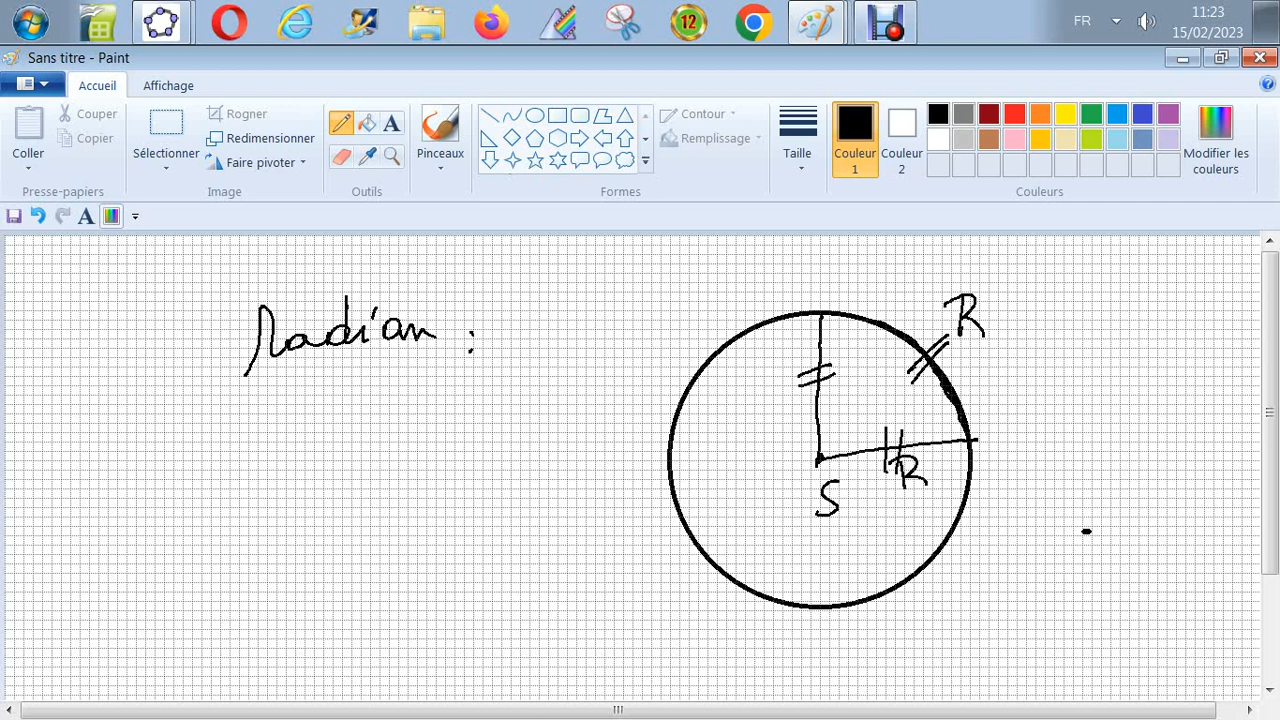 12
FR
11:23
15/02/2023
Sans titre - Paint
Accueil
Affichage
Coller
Couper
Copier
Presse-papiers
Sélectionner
Rogner
Redimensionner
Faire pivoter
Image
A
Outils
Pinceaux
Contour
Remplissage
Formes
Taille
Couleur 1
Couleur 2
Modifier les couleurs
Couleurs
A
Radian :
R
R
S